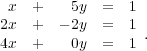 x + 5y = 1
2x + -2y = 1
4x + 0y = 1 .